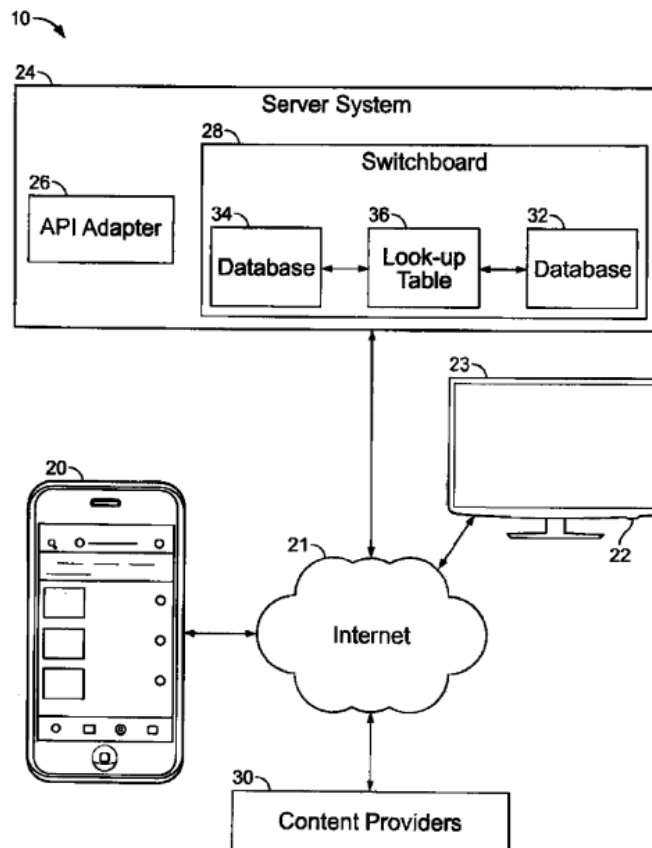 10
24
Server System
28
Switchboard
26
API Adapter
34
Database
36
Look-up
Table
32
Database
23
20
21
22
Internet
30
Content Providers